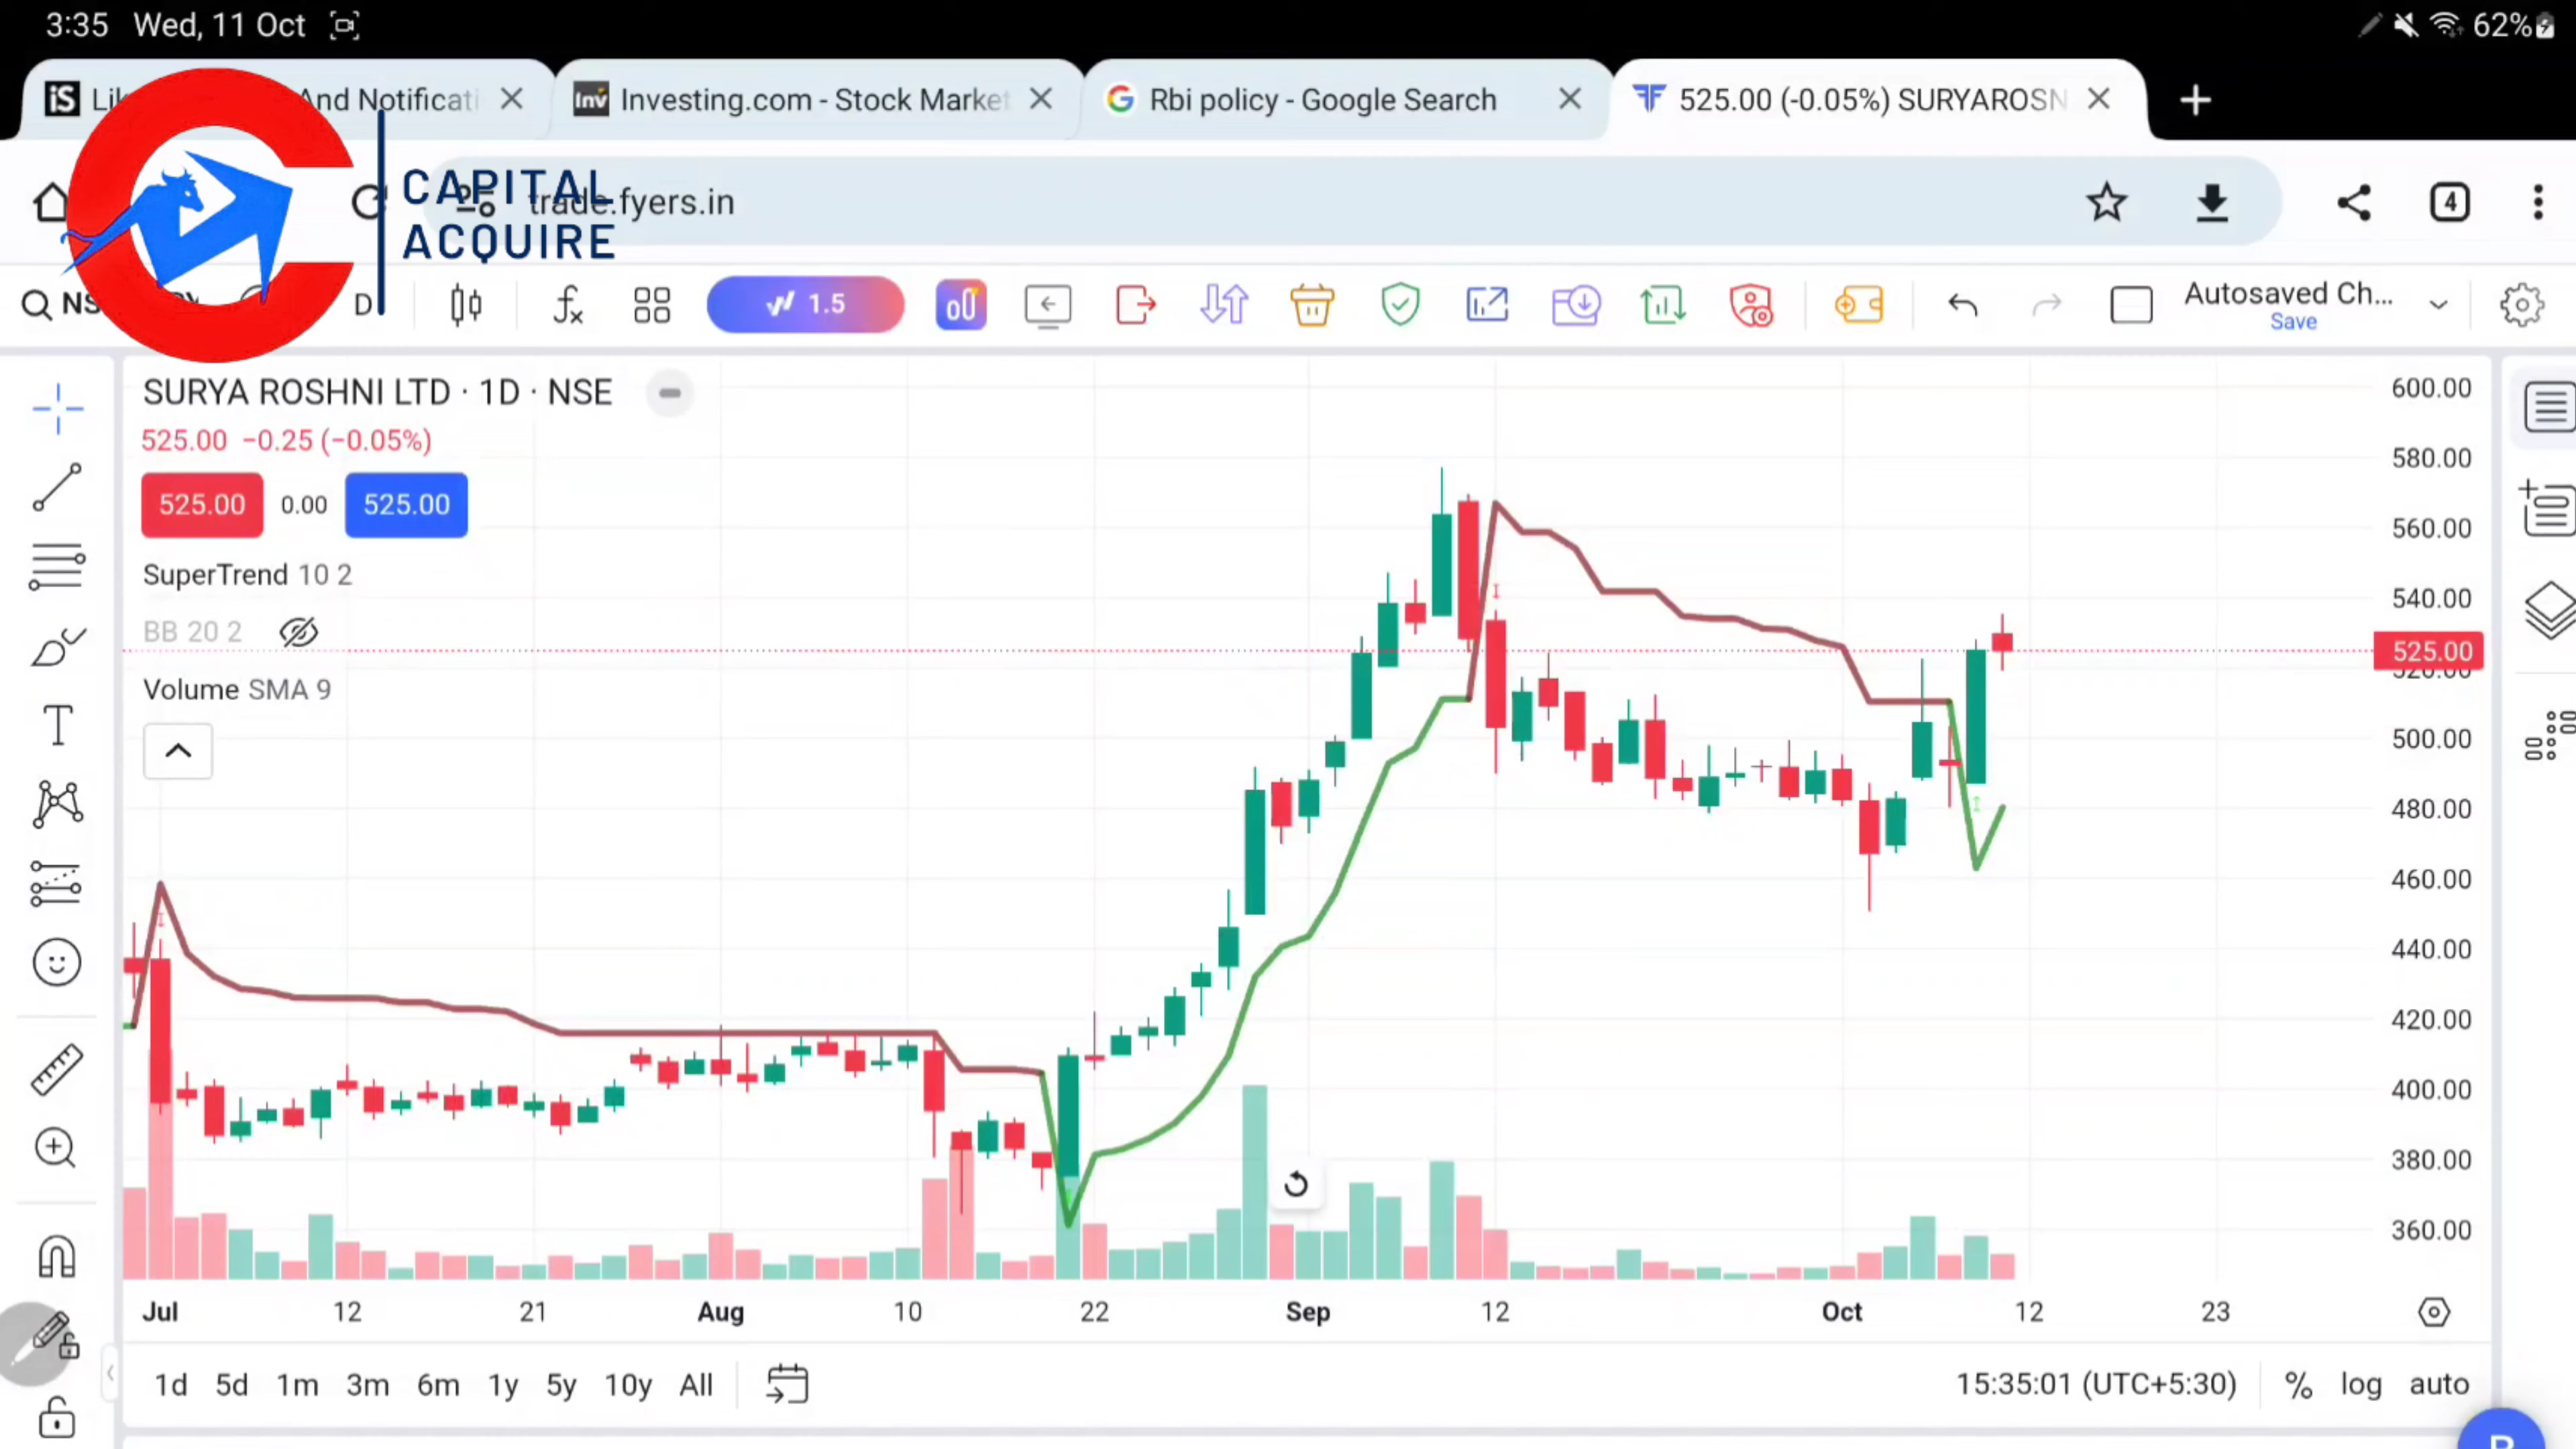 3:35 Wed, 11 Oct
62%
And Notificati
Investing.com - Stock Market
Rbi policy - Google Search
525.00 (-0.05%) SURYAROSN
CAPITAL
ACQUIRE
trade.fyers.in
4
D
1.5
Autosaved Ch...
Save
SURYA ROSHNI LTD · 1D · NSE
525.00 −0.25 (−0.05%)
525.00 0.00 525.00
SuperTrend 10 2
BB 20 2
Volume SMA 9
600.00
580.00
560.00
540.00
525.00
520.00
500.00
480.00
460.00
440.00
420.00
400.00
380.00
360.00
Jul 12 21 Aug 10 22 Sep 12 Oct 12 23
1d 5d 1m 3m 6m 1y 5y 10y All
15:35:01 (UTC+5:30) % log auto